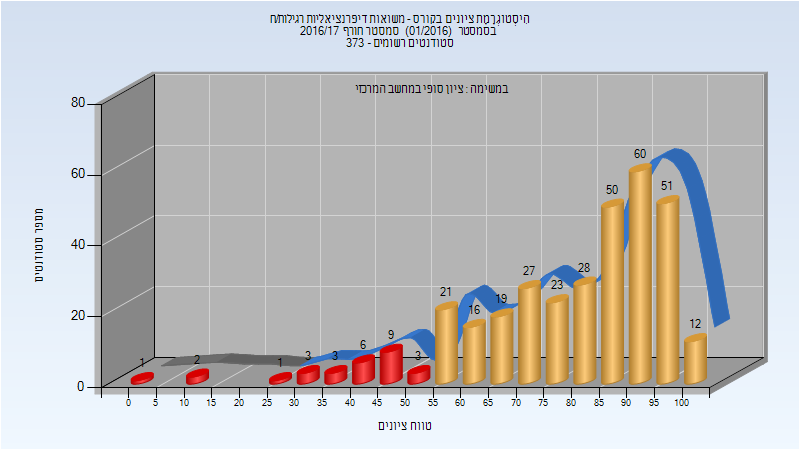 הִיסְטוֹגְרָמַת ציונים בקורס - משוואות דיפרנציאליות רגילות/ח
בסמסטר (01/2016) סמסטר חורף 2016/17
סטודנטים רשומים - 373
במשימה : ציון סופי במחשב המרכזי
מספר סטודנטים
80
60
40
20
0
1 2 1 3 3 6 9 3 21 16 19 27 23 28 50 60 51 12
0 5 10 15 20 25 30 35 40 45 50 55 60 65 70 75 80 85 90 95 100
טווח ציונים